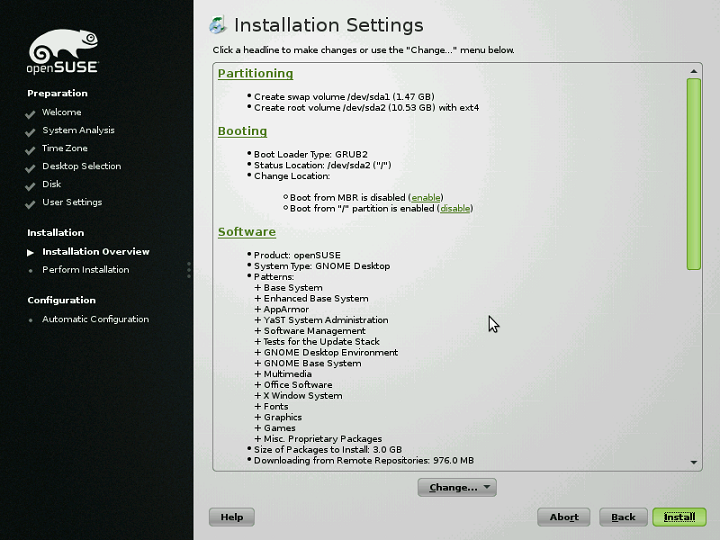 openSUSE
Preparation
Welcome
System Analysis
Time Zone
Desktop Selection
Disk
User Settings
Installation
Installation Overview
Perform Installation
Configuration
Automatic Configuration
Installation Settings
Click a headline to make changes or use the "Change..." menu below.
Partitioning
Create swap volume /dev/sda1 (1.47 GB)
Create root volume /dev/sda2 (10.53 GB) with ext4
Booting
Boot Loader Type: GRUB2
Status Location: /dev/sda2 ("/")
Change Location:
Boot from MBR is disabled (enable)
Boot from "/" partition is enabled (disable)
Software
Product: openSUSE
System Type: GNOME Desktop
Patterns:
+ Base System
+ Enhanced Base System
+ AppArmor
+ YaST System Administration
+ Software Management
+ Tests for the Update Stack
+ GNOME Desktop Environment
+ GNOME Base System
+ Multimedia
+ Office Software
+ X Window System
+ Fonts
+ Graphics
+ Games
+ Misc. Proprietary Packages
Size of Packages to Install: 3.0 GB
Downloading from Remote Repositories: 976.0 MB
Change...
Help
Abort
Back
Install